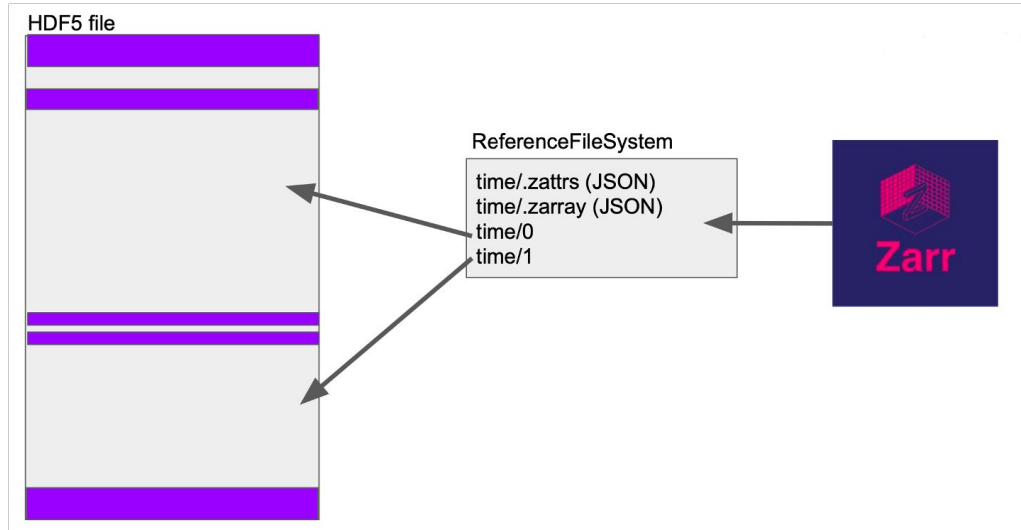 HDF5 file
ReferenceFileSystem
time/.zattrs (JSON)
time/.zarray (JSON)
time/0
time/1
Zarr